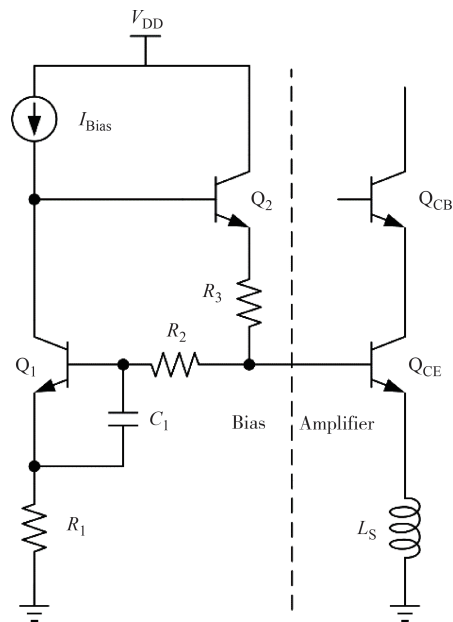 V_DD
I_Bias
Q_2
Q_CB
R_3
R_2
Q_1
Q_CE
C_1
Bias
Amplifier
R_1
L_S